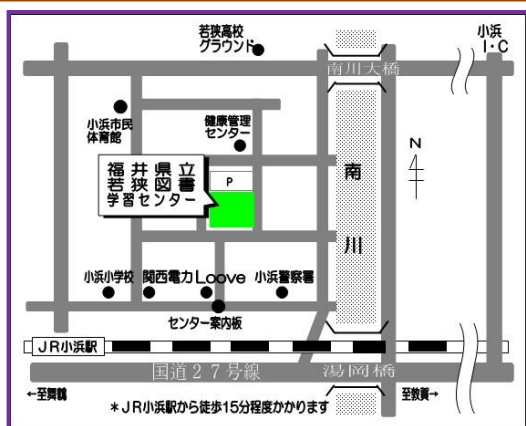 若狭高校
グラウンド
小浜
I・C
南川大橋
小浜市民
体育館
健康管理
センター
N
福井県立
若狭図書
学習センター
P
南
川
小浜小学校
関西電力
Loove
小浜警察署
センター案内板
JR小浜駅
国道27号線
湯岡橋
←至舞鶴
至敦賀→
*JR小浜駅から徒歩15分程度かかります